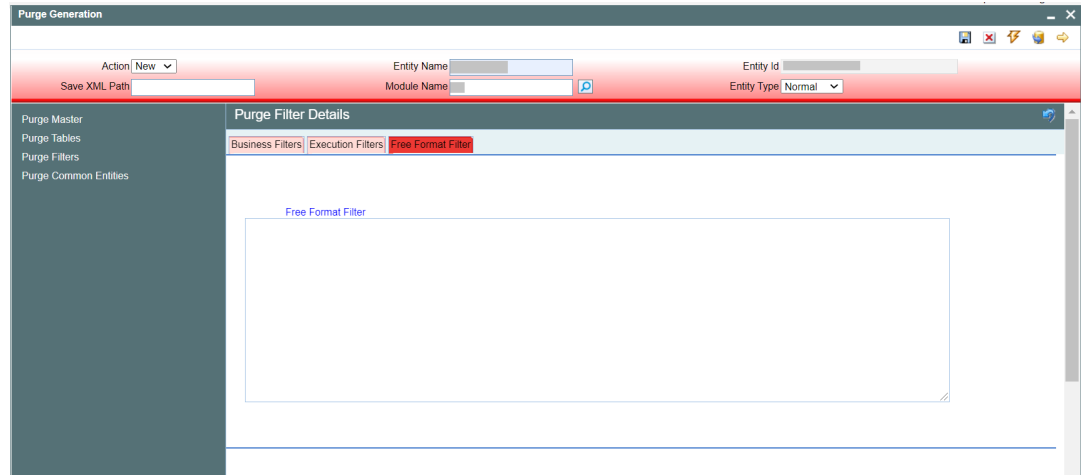 Purge Generation
Action New Entity Name Entity Id
Save XML Path Module Name Entity Type Normal
Purge Master
Purge Tables
Purge Filters
Purge Common Entities
Purge Filter Details
Business Filters Execution Filters Free Format Filter
Free Format Filter